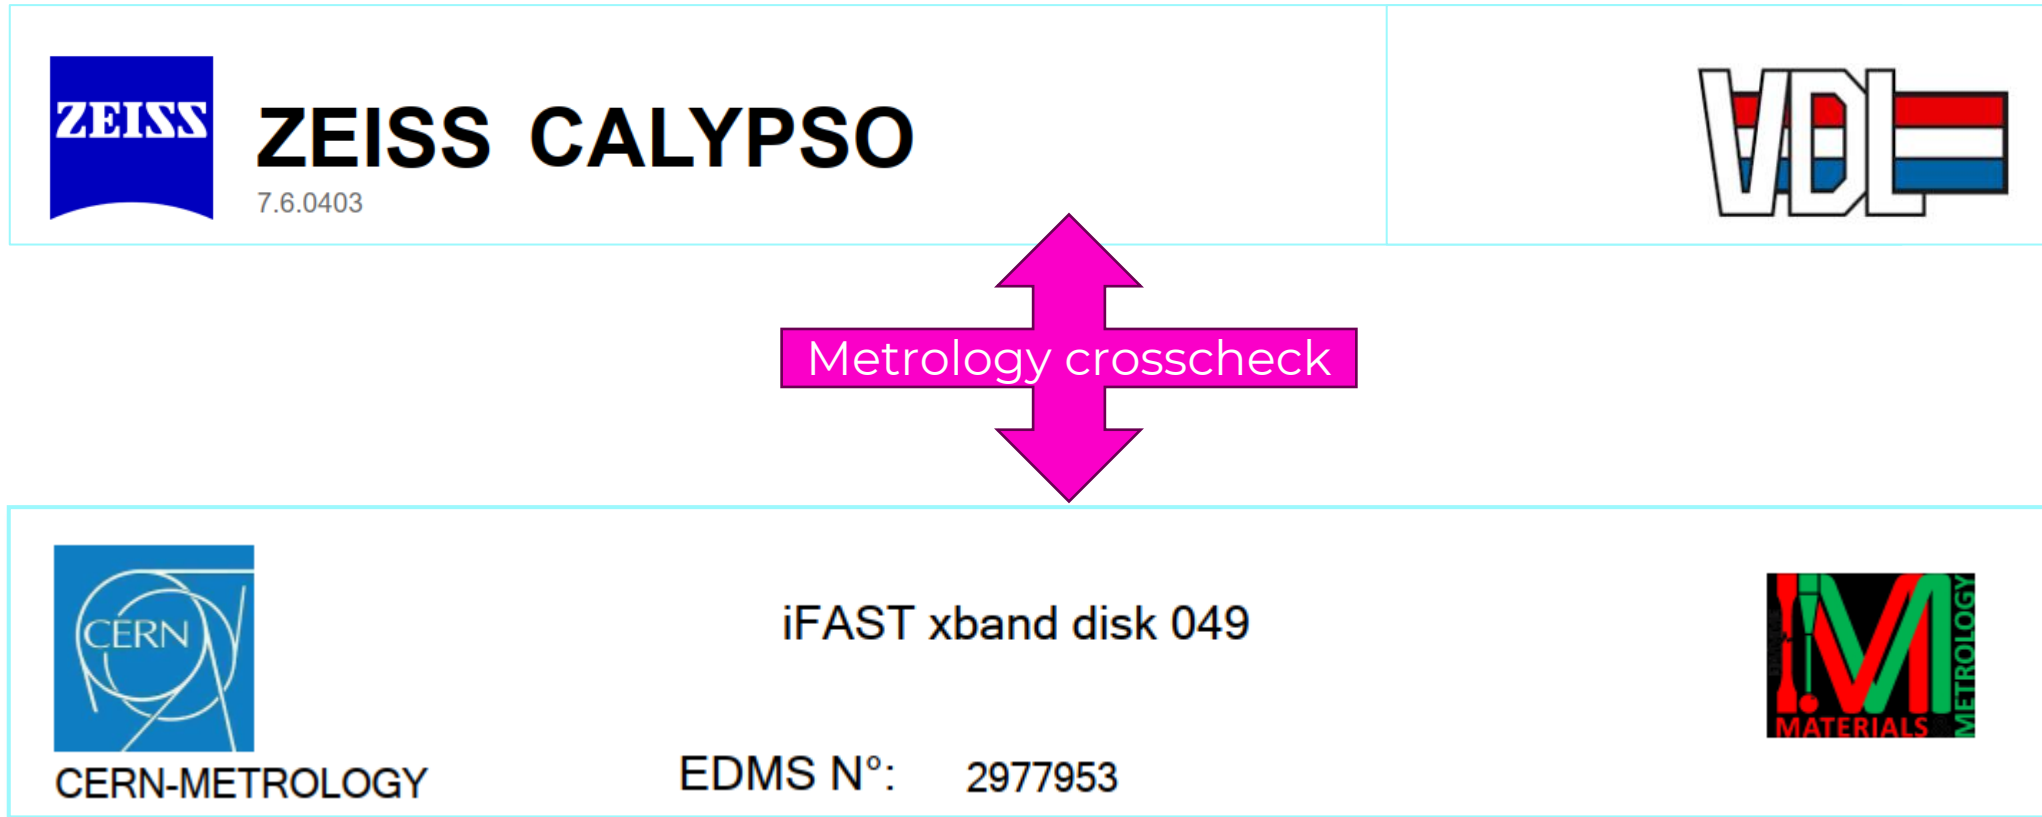 ZEISS
ZEISS CALYPSO
7.6.0403
VDL
Metrology crosscheck
CERN
iFAST xband disk 049
MATERIALS
METROLOGY
CERN-METROLOGY
EDMS N°: 2977953